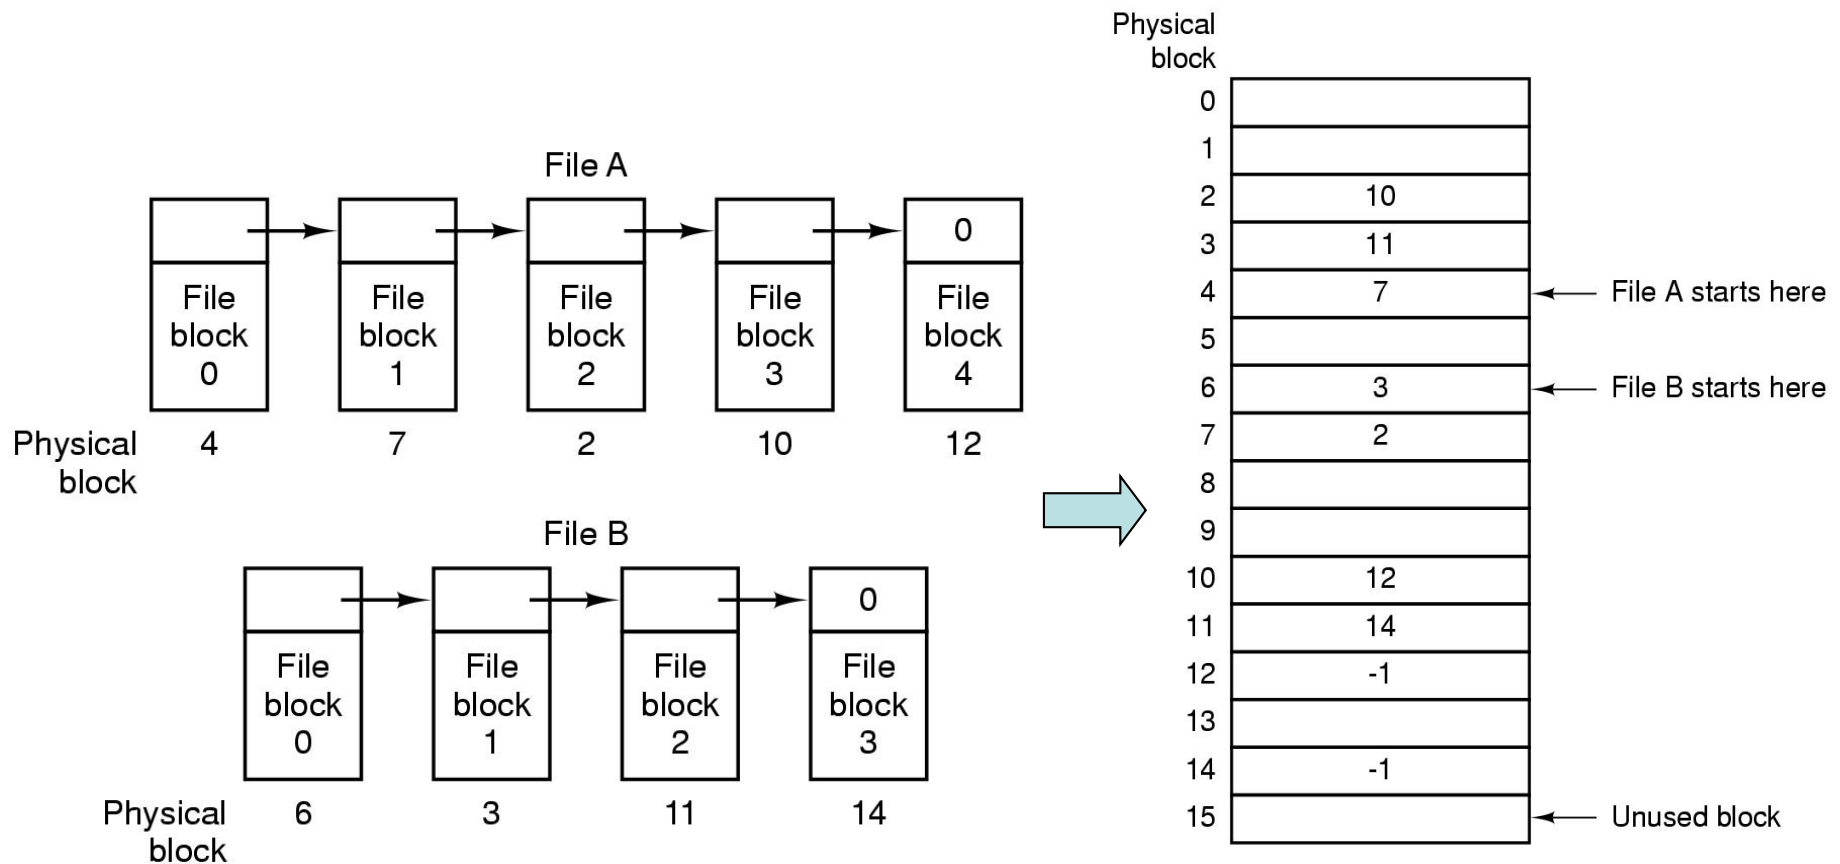 File A
0
File File File File File
block block block block block
0 1 2 3 4
Physical 4 7 2 10 12
block
File B
0
File File File File
block block block block
0 1 2 3
Physical 6 3 11 14
block
Physical
block
0
1
2 10
3 11
4 7 File A starts here
5
6 3 File B starts here
7 2
8
9
10 12
11 14
12 -1
13
14 -1
15 Unused block